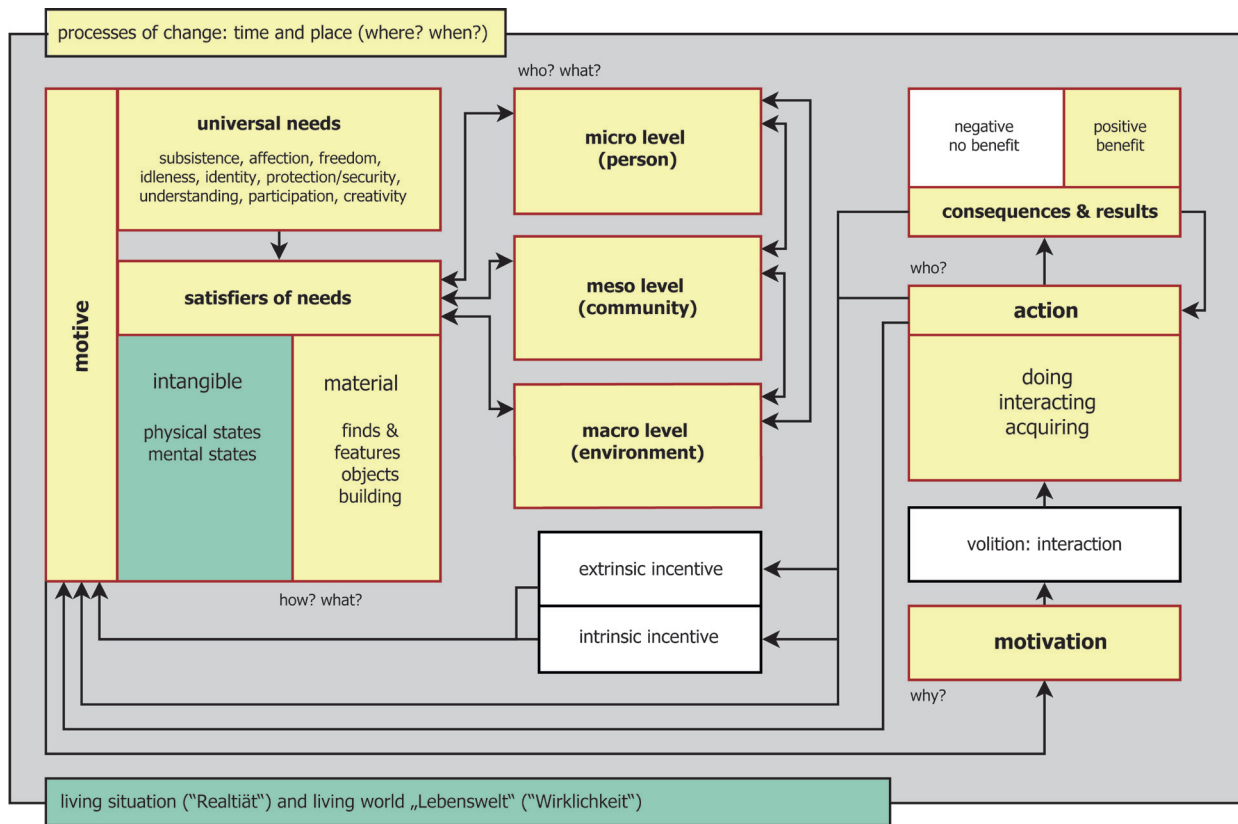 processes of change: time and place (where? when?)
motive
universal needs
subsistence, affection, freedom,
idleness, identity, protection/security,
understanding, participation, creativity
satisfiers of needs
intangible
physical states
mental states
material
finds &
features
objects
building
how? what?
who? what?
micro level
(person)
meso level
(community)
macro level
(environment)
extrinsic incentive
intrinsic incentive
negative
no benefit
positive
benefit
consequences & results
who?
action
doing
interacting
acquiring
volition: interaction
motivation
why?
living situation (“Realtiät“) and living world „Lebenswelt“ (“Wirklichkeit“)